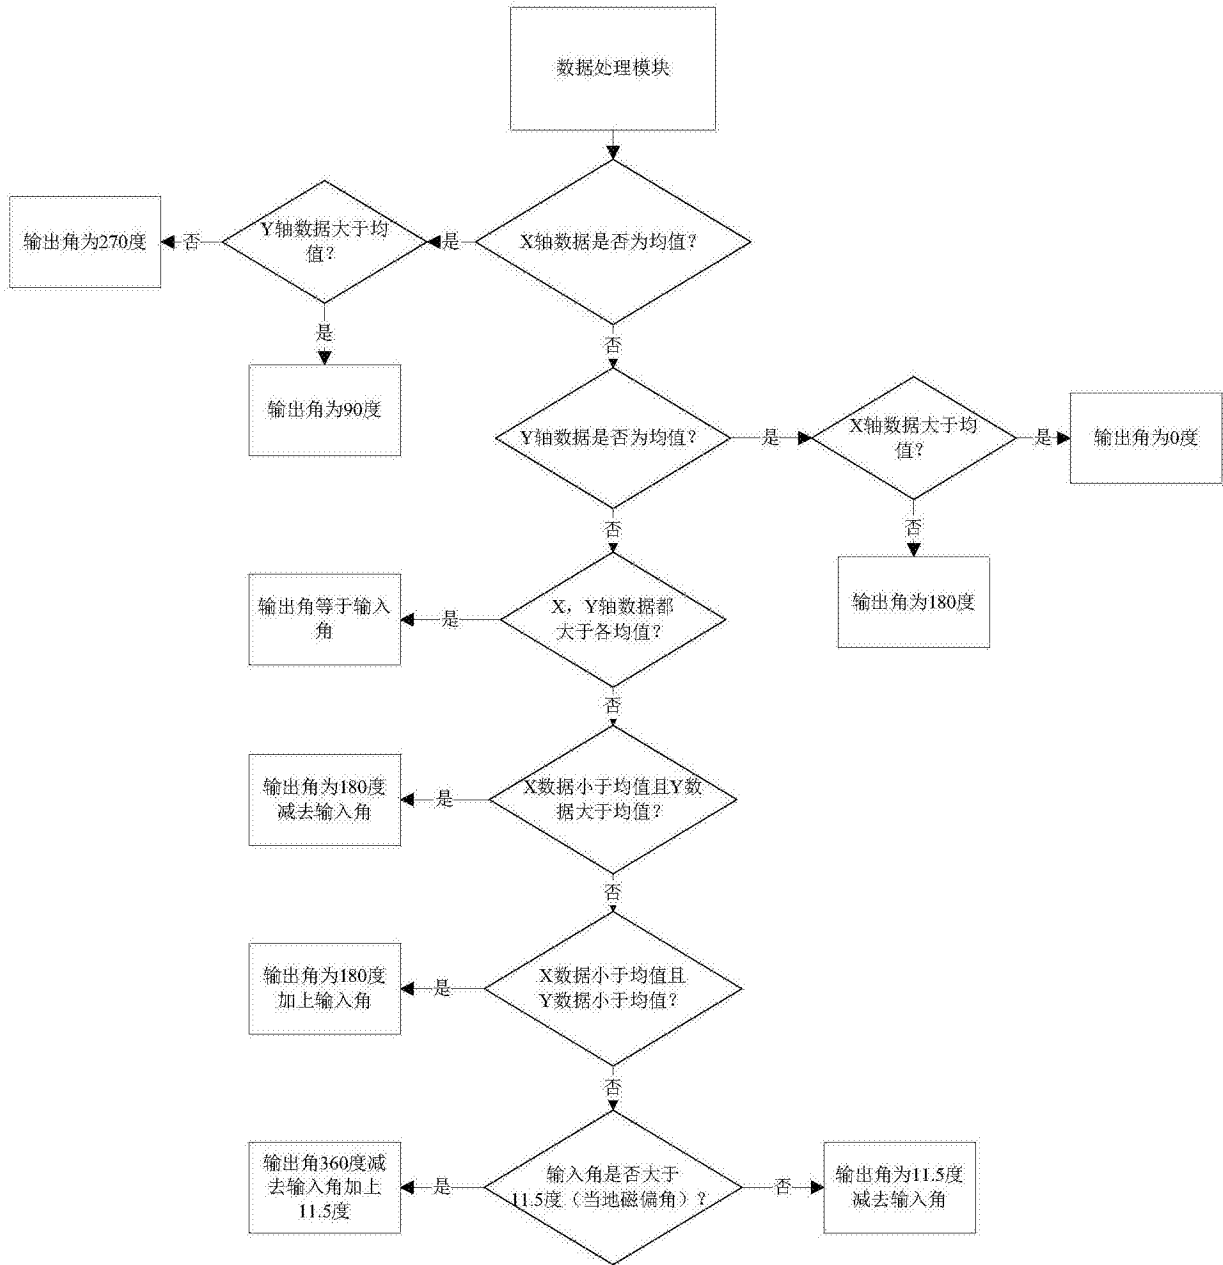 数据处理模块
X轴数据是否为均值？
是
Y轴数据大于均
值？
否
输出角为270度
是
输出角为90度
否
Y轴数据是否为均值？
是
X轴数据大于均
值？
是
输出角为0度
否
输出角为180度
否
X，Y轴数据都
大于各均值？
是
输出角等于输入
角
否
X数据小于均值且Y数
据大于均值？
是
输出角为180度
减去输入角
否
X数据小于均值且
Y数据小于均值？
是
输出角为180度
加上输入角
否
输入角是否大于
11.5度（当地磁偏角）？
是
输出角360度减
去输入角加上
11.5度
否
输出角为11.5度
减去输入角